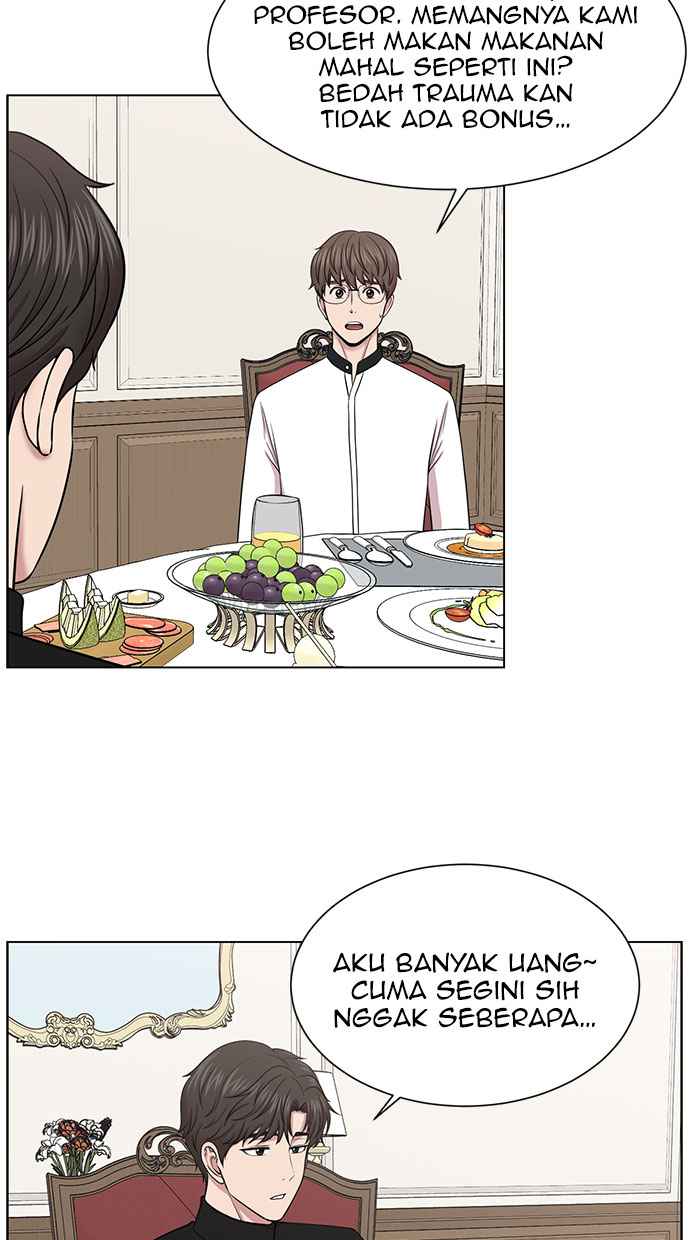 PROFESOR. MEMANGNYA KAMI
BOLEH MAKAN MAKANAN
MAHAL SEPERTI INI?
BEDAH TRAUMA KAN
TIDAK ADA BONUS...
AKU BANYAK UANG~
CUMA SEGINI SIH
NGGAK SEBERAPA...